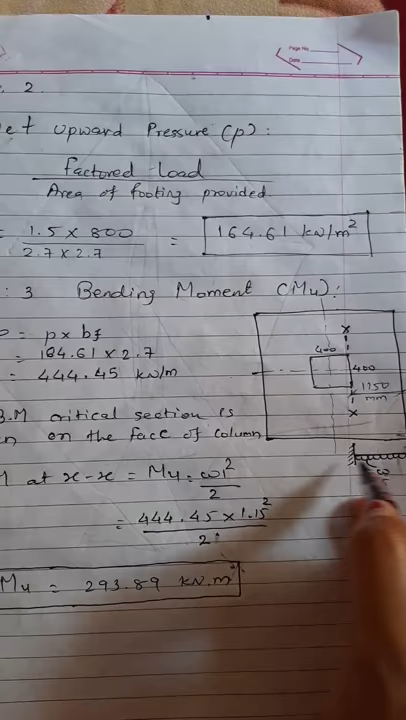 Page No.
Date
. 2.
et Upward Pressure (p):
Factored Load
Area of footing provided
= 1.5 x 800
2.7 x 2.7
= 164.61 kN/m²
: 3 Bending Moment (Mu):
= p x bf
= 164.61 x 2.7
= 444.45 kN/m
x
400
400
1150
mm
x
B.M critical section is
on the face of column
M at x-x = Mu = ωl²
2
= 444.45 x 1.15²
2
Mu = 293.89 kN.m